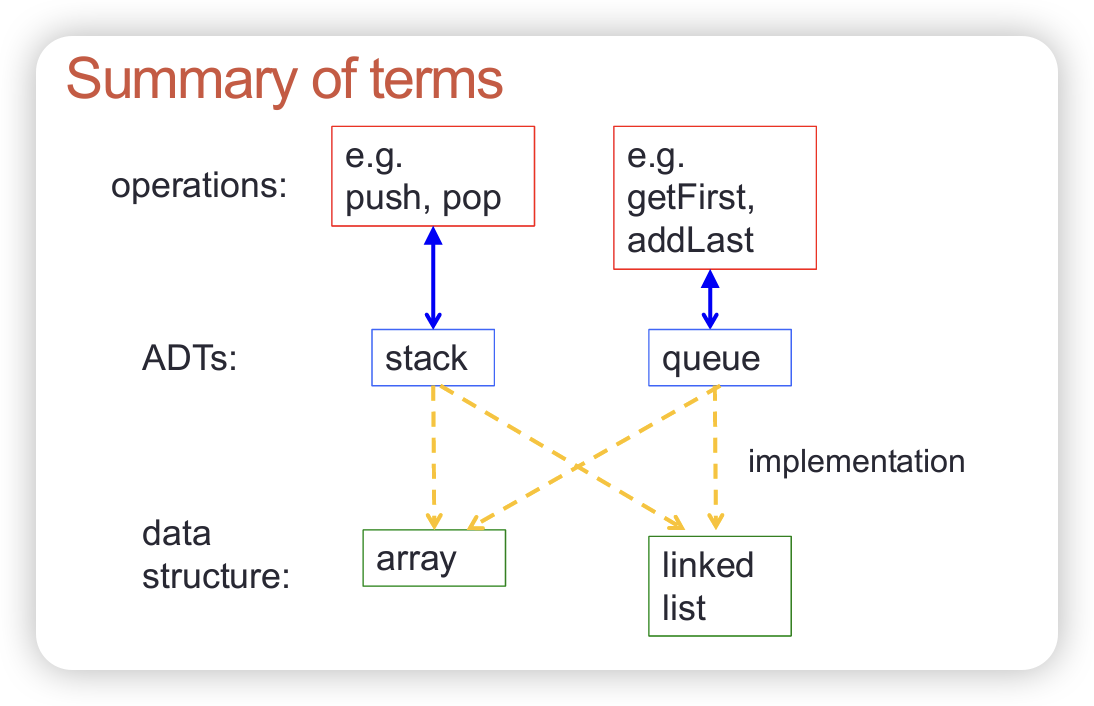 Summary of terms
operations:
e.g.
push, pop
e.g.
getFirst,
addLast
ADTs:
stack
queue
implementation
data
structure:
array
linked
list